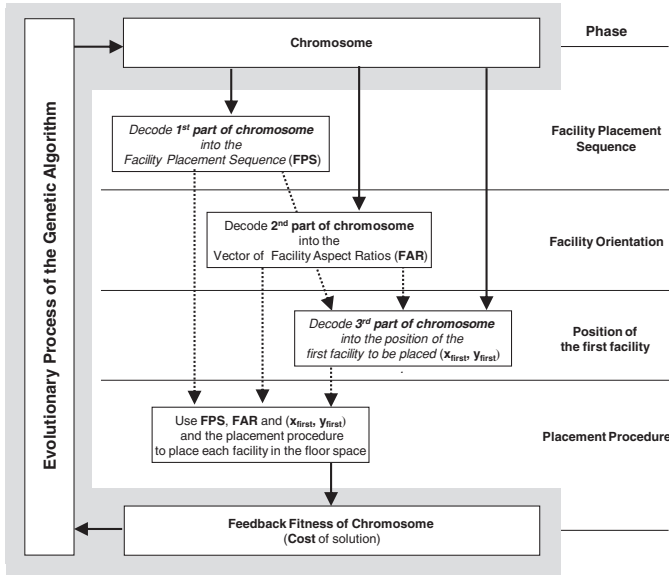 Evolutionary Process of the Genetic Algorithm
Chromosome
Phase
Decode 1st part of chromosome
into the
Facility Placement Sequence (FPS)
Facility Placement
Sequence
Decode 2nd part of chromosome
into the
Vector of Facility Aspect Ratios (FAR)
Facility Orientation
Decode 3rd part of chromosome
into the position of the
first facility to be placed (xfirst, yfirst)
Position of
the first facility
Use FPS, FAR and (xfirst, yfirst)
and the placement procedure
to place each facility in the floor space
Placement Procedure
Feedback Fitness of Chromosome
(Cost of solution)